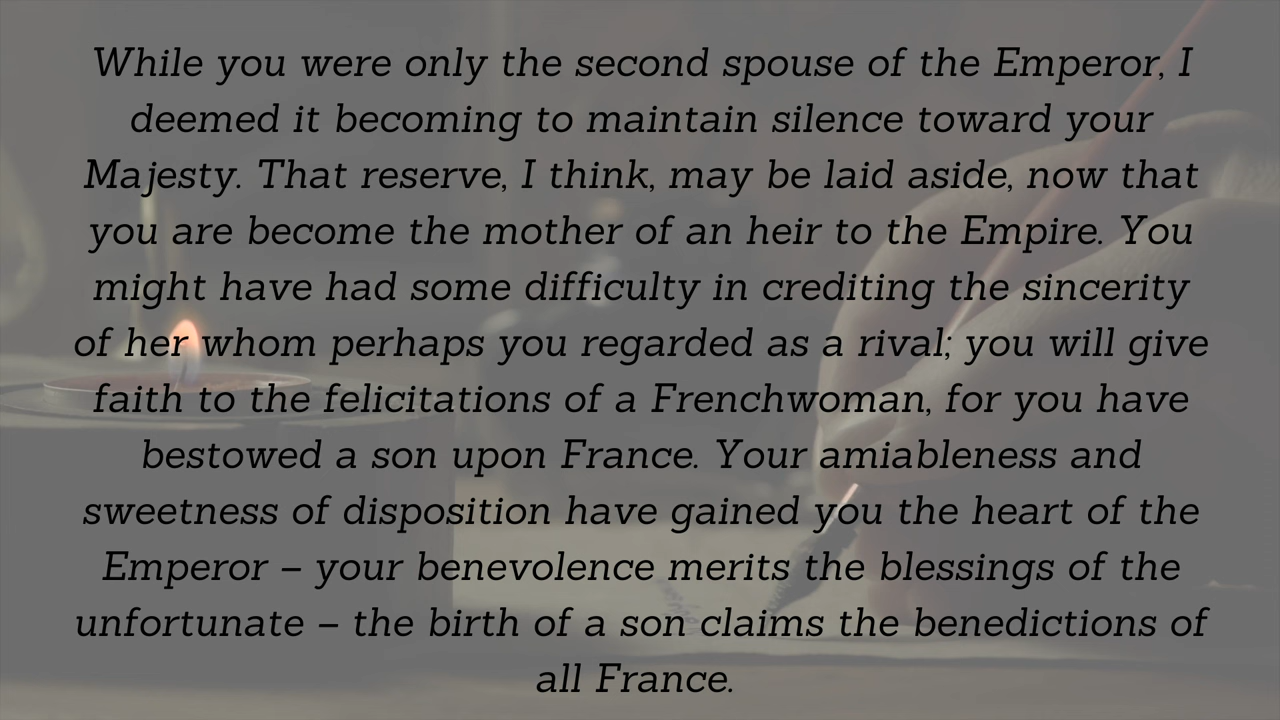 While you were only the second spouse of the Emperor, I
deemed it becoming to maintain silence toward your
Majesty. That reserve, I think, may be laid aside, now that
you are become the mother of an heir to the Empire. You
might have had some difficulty in crediting the sincerity
of her whom perhaps you regarded as a rival; you will give
faith to the felicitations of a Frenchwoman, for you have
bestowed a son upon France. Your amiableness and
sweetness of disposition have gained you the heart of the
Emperor – your benevolence merits the blessings of the
unfortunate – the birth of a son claims the benedictions of
all France.